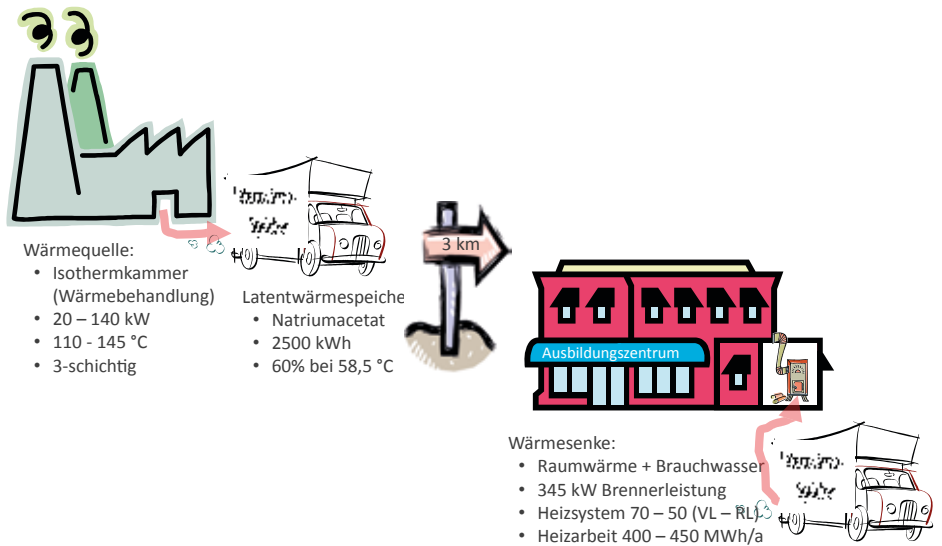 3 km
Wärmequelle:
• Isothermkammer
(Wärmebehandlung)
• 20 – 140 kW
• 110 - 145 °C
• 3-schichtig
Latentwärmespeiche
• Natriumacetat
• 2500 kWh
• 60% bei 58,5 °C
Ausbildungszentrum
Wärmesenke:
• Raumwärme + Brauchwasser
• 345 kW Brennerleistung
• Heizsystem 70 – 50 (VL – RL)
• Heizarbeit 400 – 450 MWh/a